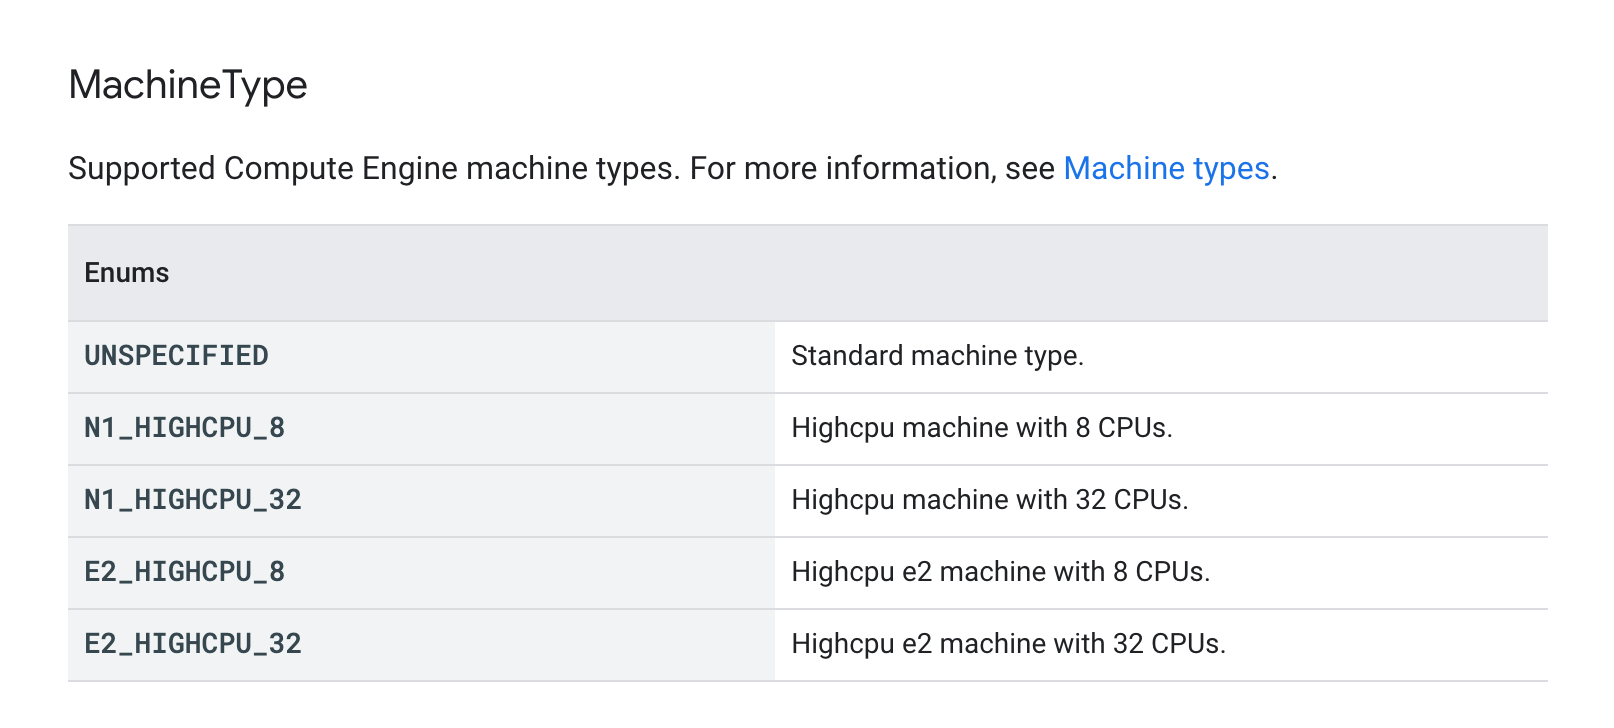 MachineType
Supported Compute Engine machine types. For more information, see Machine types.
Enums
UNSPECIFIED Standard machine type.
N1_HIGHCPU_8 Highcpu machine with 8 CPUs.
N1_HIGHCPU_32 Highcpu machine with 32 CPUs.
E2_HIGHCPU_8 Highcpu e2 machine with 8 CPUs.
E2_HIGHCPU_32 Highcpu e2 machine with 32 CPUs.